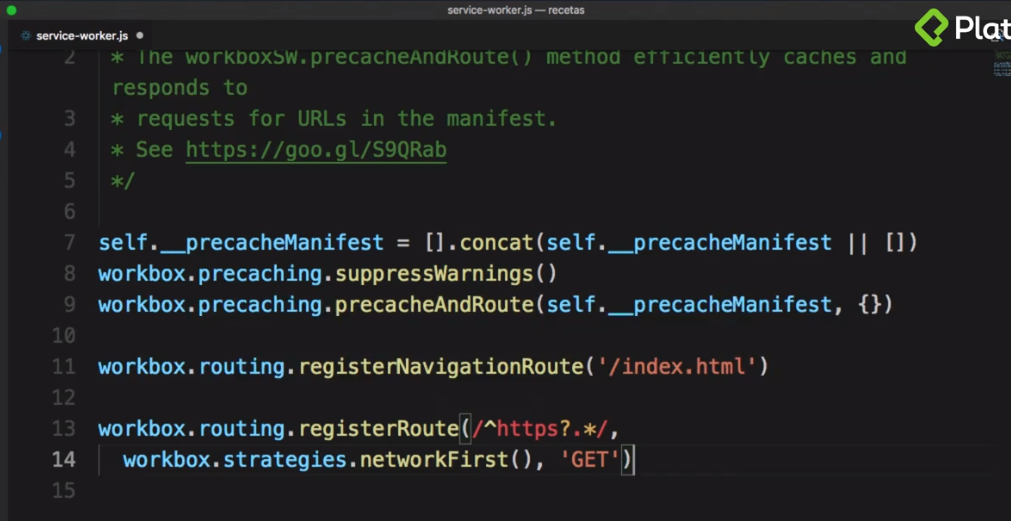 service-worker.js — recetas
service-worker.js
Plat
2 * The workboxSW.precacheAndRoute() method efficiently caches and
responds to
3 * requests for URLs in the manifest.
4 * See https://goo.gl/S9QRab
5 */
6
7 self.__precacheManifest = [].concat(self.__precacheManifest || [])
8 workbox.precaching.suppressWarnings()
9 workbox.precaching.precacheAndRoute(self.__precacheManifest, {})
10
11 workbox.routing.registerNavigationRoute('/index.html')
12
13 workbox.routing.registerRoute(/^https?.*/,
14 workbox.strategies.networkFirst(), 'GET')
15